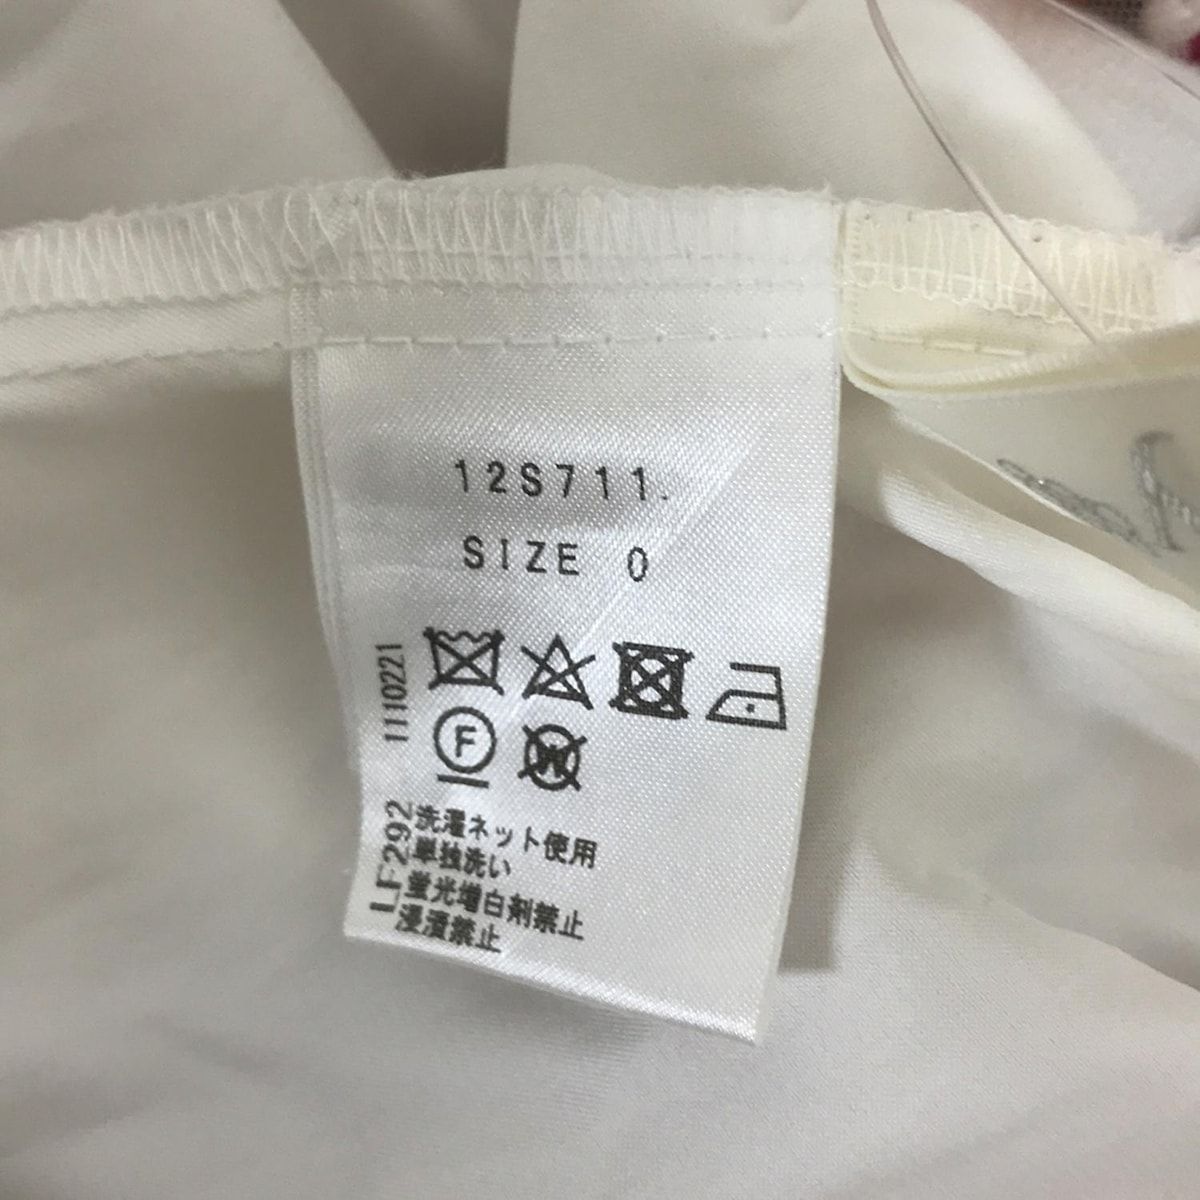 12S711.
SIZE 0
1110221
F
W
LF292
洗濯ネット使用
単独洗い
蛍光増白剤禁止
浸漬禁止